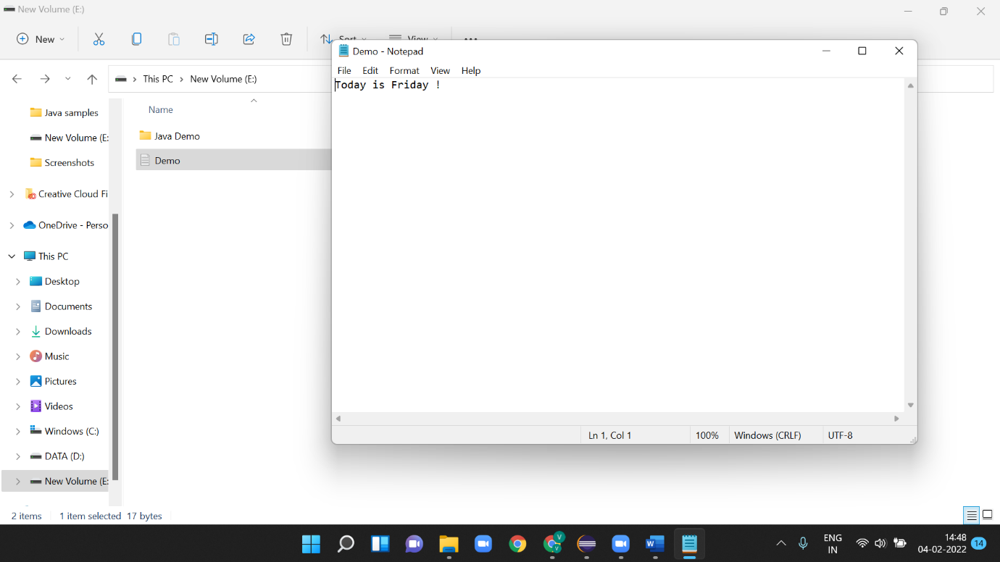 New Volume (E:)
New
Sort
View
Demo - Notepad
This PC
New Volume (E:)
File Edit Format View Help
Today is Friday !
Name
Java samples
New Volume (E:
Screenshots
Creative Cloud Fi
OneDrive - Perso
This PC
Desktop
Documents
Downloads
Music
Pictures
Videos
Windows (C:)
DATA (D:)
New Volume (E:
Java Demo
Demo
Ln 1, Col 1 100% Windows (CRLF) UTF-8
2 items 1 item selected 17 bytes
ENG
IN
14:48
04-02-2022
14